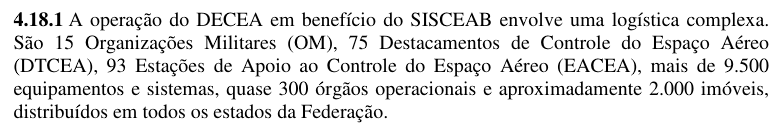 4.18.1 A operação do DECEA em benefício do SISCEAB envolve uma logística complexa.
São 15 Organizações Militares (OM), 75 Destacamentos de Controle do Espaço Aéreo
(DTCEA), 93 Estações de Apoio ao Controle do Espaço Aéreo (EACEA), mais de 9.500
equipamentos e sistemas, quase 300 órgãos operacionais e aproximadamente 2.000 imóveis,
distribuídos em todos os estados da Federação.